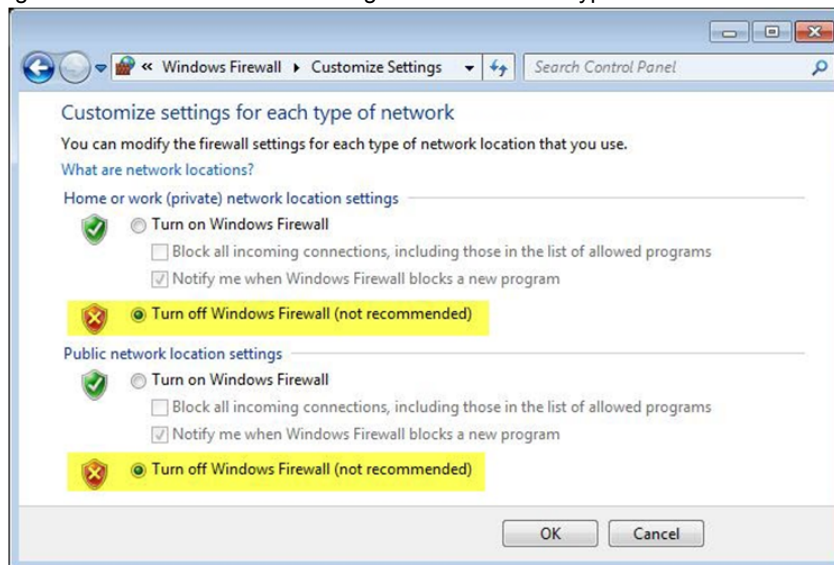 « Windows Firewall ▸ Customize Settings
Search Control Panel
Customize settings for each type of network
You can modify the firewall settings for each type of network location that you use.
What are network locations?
Home or work (private) network location settings
Turn on Windows Firewall
Block all incoming connections, including those in the list of allowed programs
Notify me when Windows Firewall blocks a new program
Turn off Windows Firewall (not recommended)
Public network location settings
Turn on Windows Firewall
Block all incoming connections, including those in the list of allowed programs
Notify me when Windows Firewall blocks a new program
Turn off Windows Firewall (not recommended)
OK Cancel